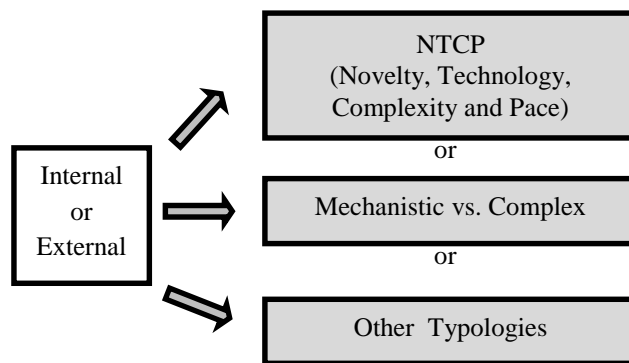 NTCP
(Novelty, Technology,
Complexity and Pace)
or
Internal
or
External
Mechanistic vs. Complex
or
Other Typologies